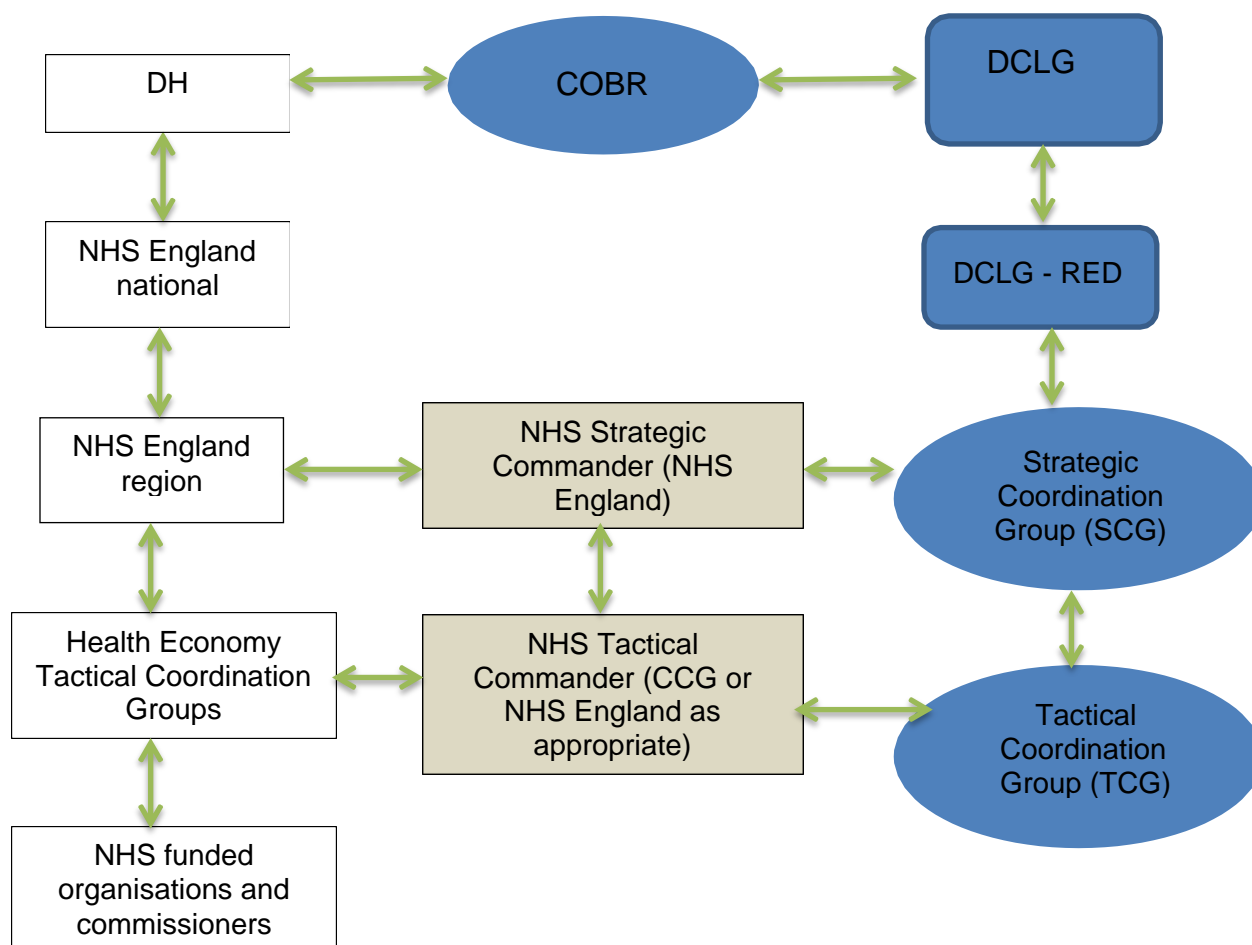 DH
COBR
DCLG
NHS England
national
DCLG - RED
NHS England
region
NHS Strategic
Commander (NHS
England)
Strategic
Coordination
Group (SCG)
Health Economy
Tactical Coordination
Groups
NHS Tactical
Commander (CCG or
NHS England as
appropriate)
Tactical
Coordination
Group (TCG)
NHS funded
organisations and
commissioners